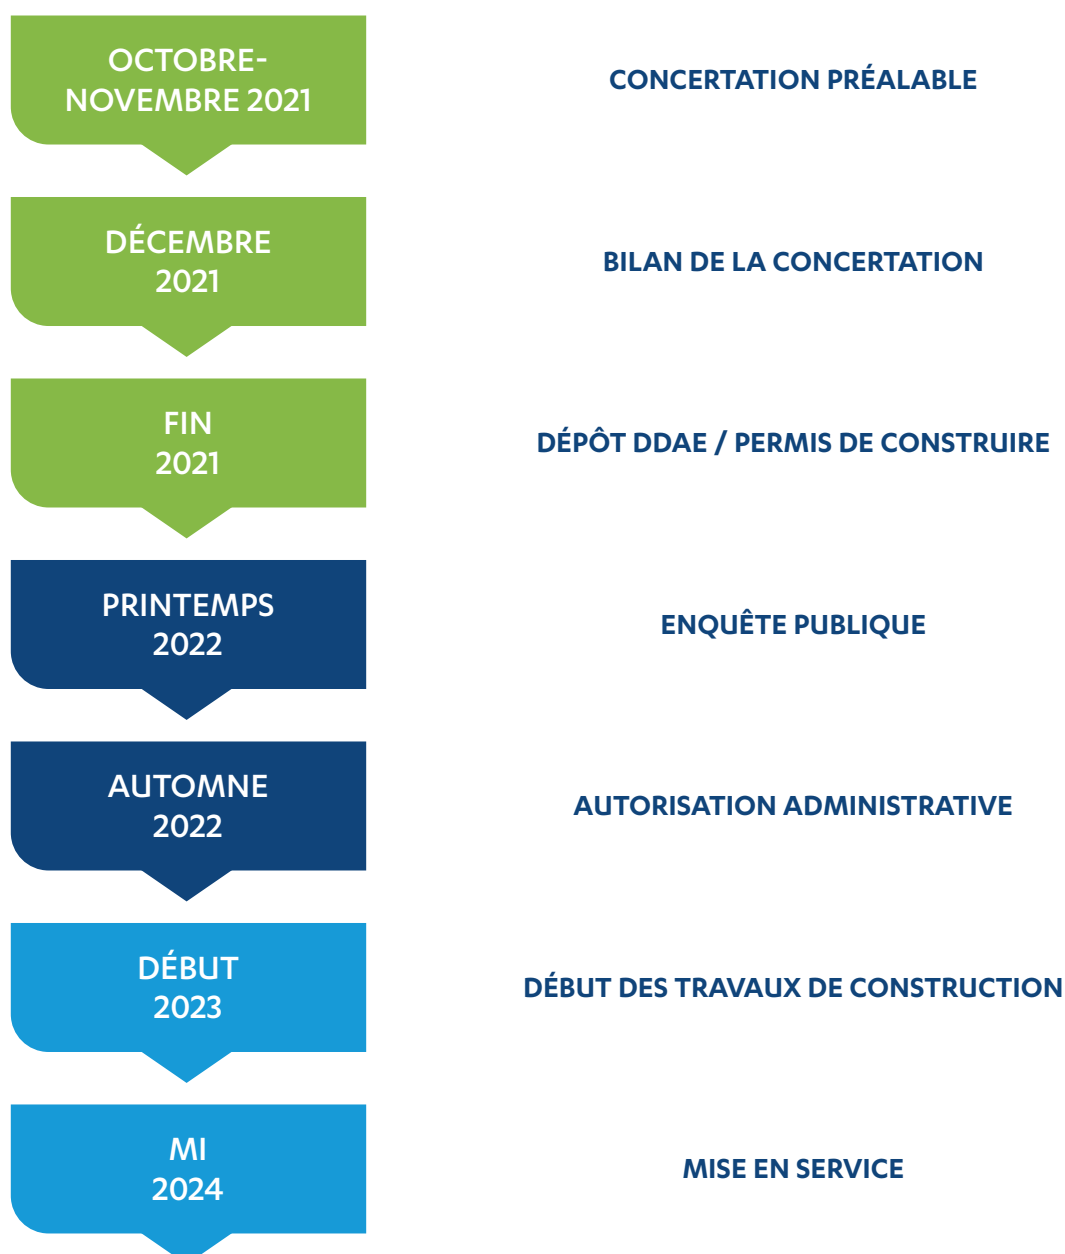 OCTOBRE-
NOVEMBRE 2021
CONCERTATION PRÉALABLE
DÉCEMBRE
2021
BILAN DE LA CONCERTATION
FIN
2021
DÉPÔT DDAE / PERMIS DE CONSTRUIRE
PRINTEMPS
2022
ENQUÊTE PUBLIQUE
AUTOMNE
2022
AUTORISATION ADMINISTRATIVE
DÉBUT
2023
DÉBUT DES TRAVAUX DE CONSTRUCTION
MI
2024
MISE EN SERVICE